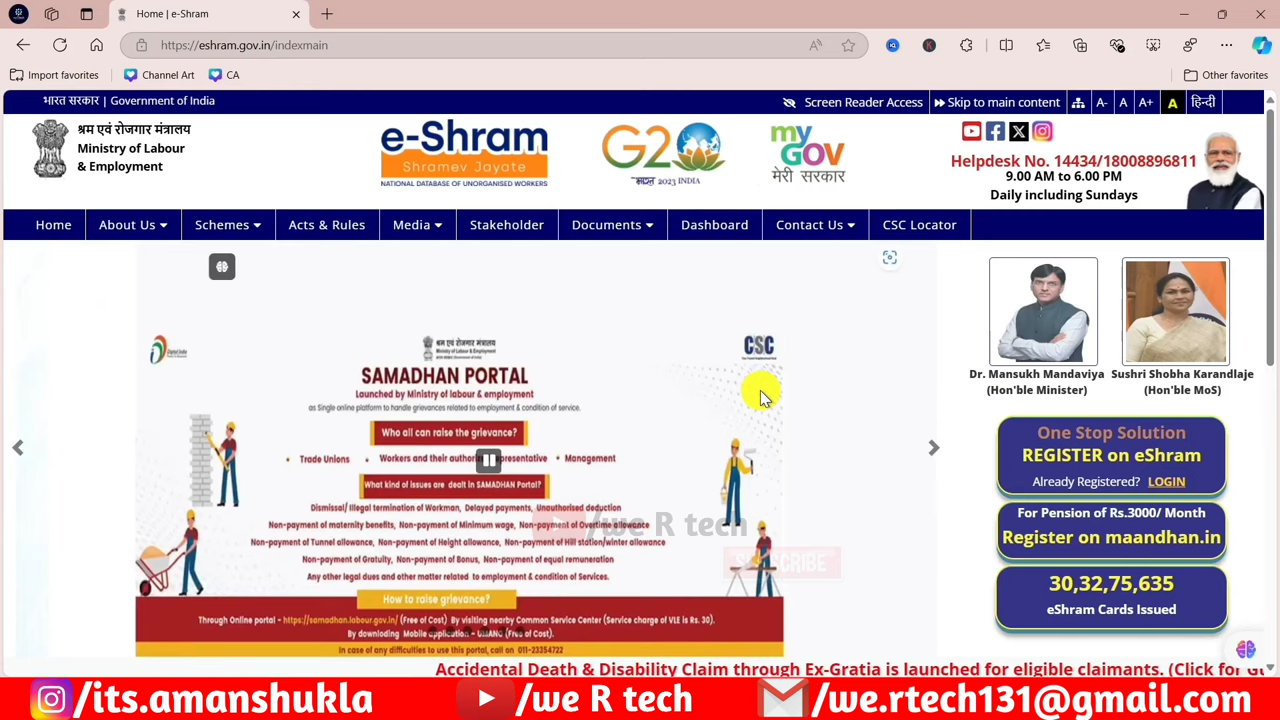 Home | e-Shram
https://eshram.gov.in/indexmain
Import favorites
Channel Art
CA
Other favorites
भारत सरकार | Government of India
Screen Reader Access
Skip to main content
A-
A
A+
A
हिन्दी
श्रम एवं रोजगार मंत्रालय
Ministry of Labour
& Employment
e-Shram
Shramev Jayate
NATIONAL DATABASE OF UNORGANISED WORKERS
G20
भारत 2023 INDIA
my
GOV
मेरी सरकार
Helpdesk No. 14434/18008896811
9.00 AM to 6.00 PM
Daily including Sundays
Home
About Us
Schemes
Acts & Rules
Media
Stakeholder
Documents
Dashboard
Contact Us
CSC Locator
Digital India
श्रम एवं रोजगार मंत्रालय
Ministry of Labour & Employment
CSC
SAMADHAN PORTAL
Launched by Ministry of labour & employment
as Single online platform to handle grievances related to employment & condition of service.
Who all can raise the grievance?
• Trade Unions • Workers and their authorized representative • Management
What kind of issues are dealt in SAMADHAN Portal?
Dismissal/ Illegal termination of Workman, Delayed payments, Unauthorised deduction
Non-payment of maternity benefits, Non-payment of Minimum wage, Non-payment of Overtime allowance
Non-payment of Tunnel allowance, Non-payment of Height allowance, Non-payment of Hill station/winter allowance
Non-payment of Gratuity, Non-payment of Bonus, Non-payment of equal remuneration
Any other legal dues and other matter related to employment & condition of Services.
How to raise grievance?
Through Online portal - https://samadhan.labour.gov.in/ (Free of Cost) By visiting nearby Common Service Center (Service charge of VLE is Rs. 30).
By downloading Mobile application - UMANG (Free of Cost).
In case of any difficulties to use this portal, call on 011-23354722
/we R tech
SUBSCRIBE
Dr. Mansukh Mandaviya
(Hon'ble Minister)
Sushri Shobha Karandlaje
(Hon'ble MoS)
One Stop Solution
REGISTER on eShram
Already Registered? LOGIN
For Pension of Rs.3000/ Month
Register on maandhan.in
30,32,75,635
eShram Cards Issued
Accidental Death & Disability Claim through Ex-Gratia is launched for eligible claimants. (Click for
/its.amanshukla
/we R tech
/we.rtech131@gmail.com